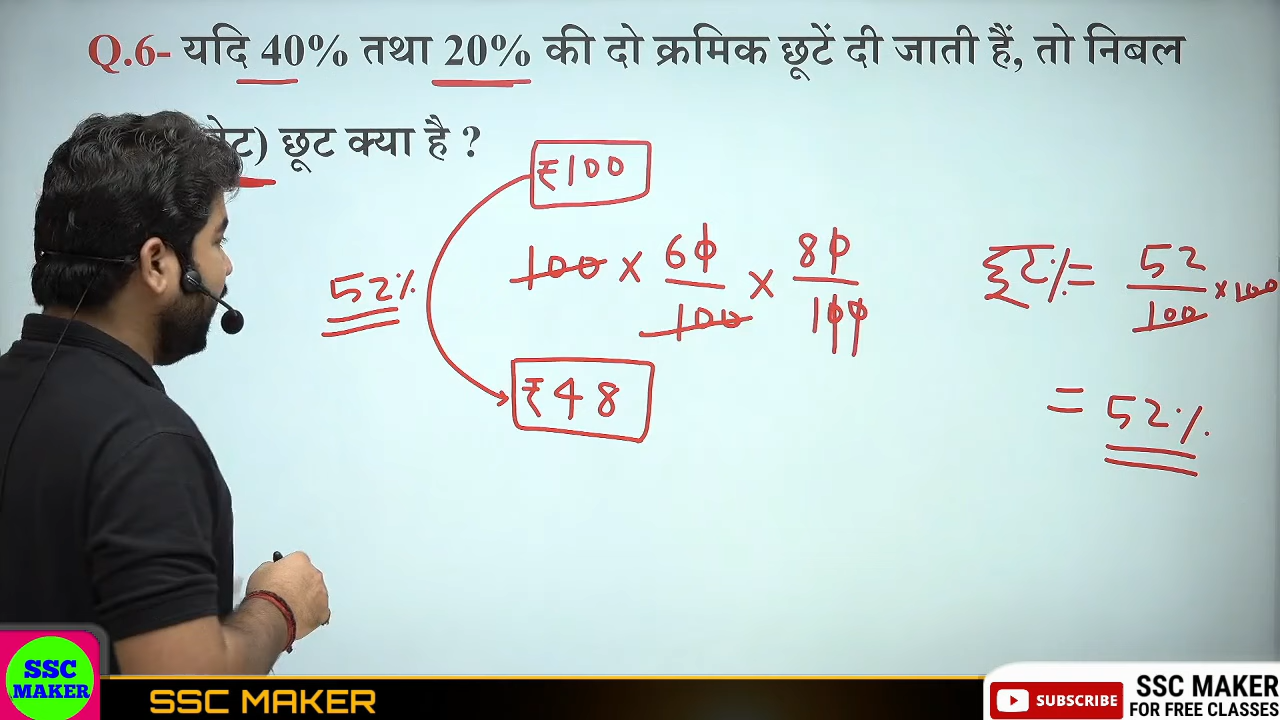 Q.6- यदि 40% तथा 20% की दो क्रमिक छूटें दी जाती हैं, तो निबल
छूट क्या है ?
₹100
100 × 60/100 × 80/100
52%
₹48
छूट% = 52/100 × 100
= 52%
SSC
MAKER
SSC MAKER
SUBSCRIBE
SSC MAKER
FOR FREE CLASSES